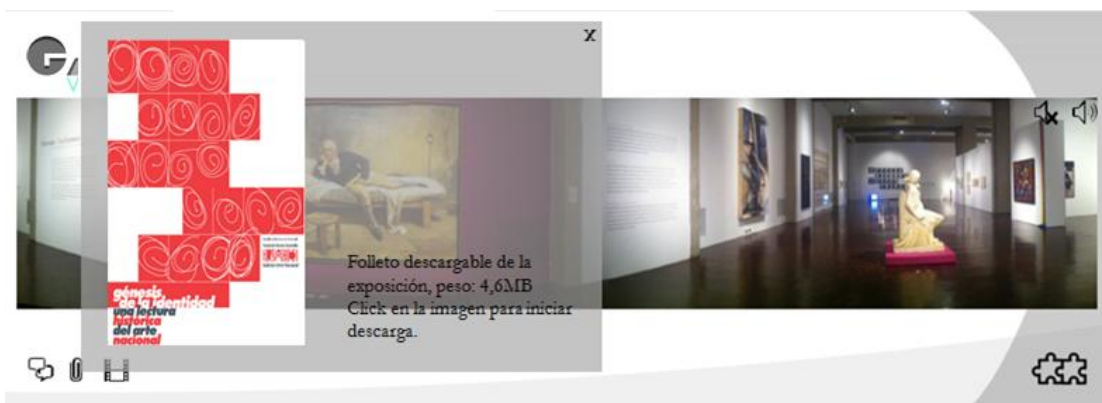 X
génesis
de la identidad
una lectura
histórica
del arte
nacional
Folleto descargable de la
exposición, peso: 4,6MB
Click en la imagen para iniciar
descarga.